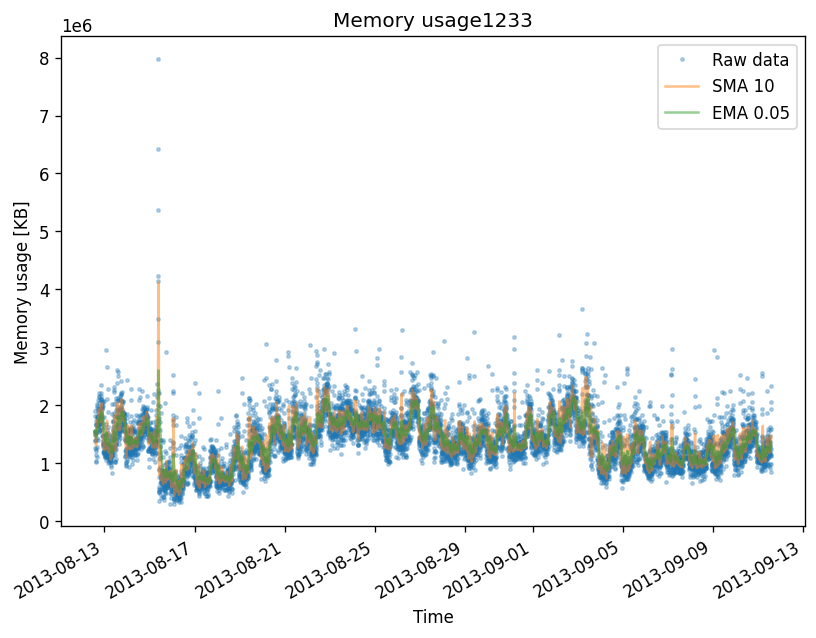 Memory usage1233
1e6
Raw data
SMA 10
EMA 0.05
8
7
6
5
4
3
2
1
0
Memory usage [KB]
2013-08-13
2013-08-17
2013-08-21
2013-08-25
2013-08-29
2013-09-01
2013-09-05
2013-09-09
2013-09-13
Time